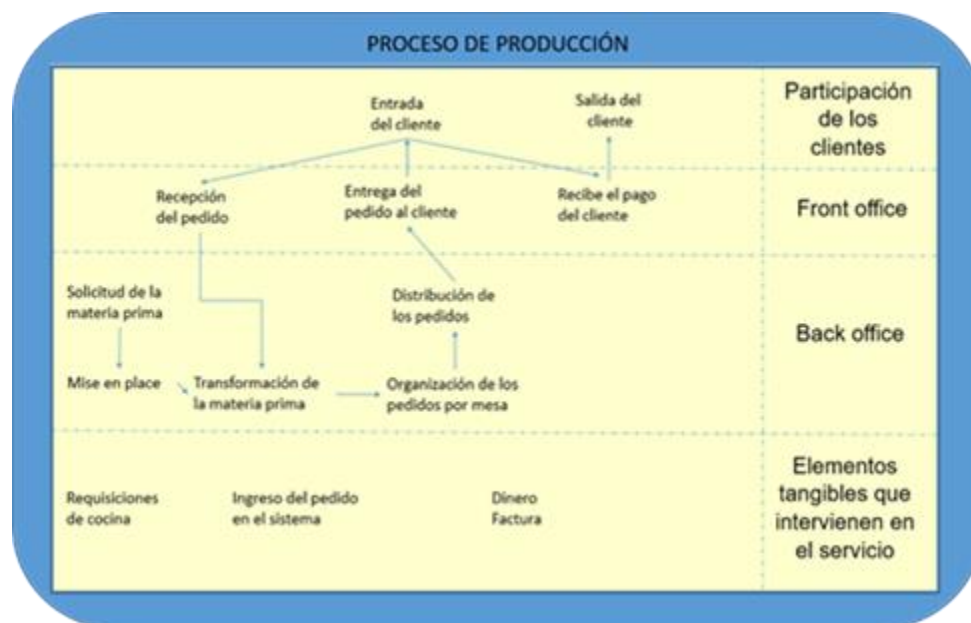 PROCESO DE PRODUCCIÓN
Entrada
del cliente
Salida del
cliente
Participación
de los
clientes
Recepción
del pedido
Entrega del
pedido al cliente
Recibe el pago
del cliente
Front office
Solicitud de la
materia prima
Distribución de
los pedidos
Back office
Mise en place
Transformación de
la materia prima
Organización de los
pedidos por mesa
Requisiciones
de cocina
Ingreso del pedido
en el sistema
Dinero
Factura
Elementos
tangibles que
intervienen en
el servicio